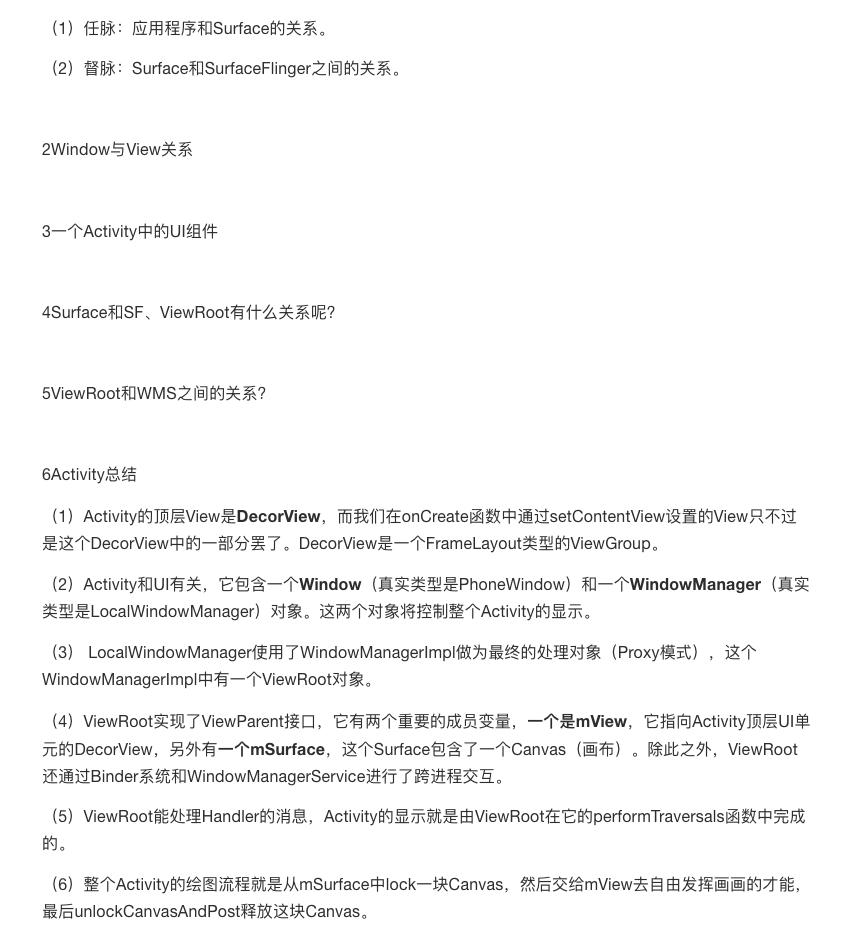 （1）任脉：应用程序和Surface的关系。
（2）督脉：Surface和SurfaceFlinger之间的关系。
2Window与View关系
3一个Activity中的UI组件
4Surface和SF、ViewRoot有什么关系呢？
5ViewRoot和WMS之间的关系？
6Activity总结
（1）Activity的顶层View是DecorView，而我们在onCreate函数中通过setContentView设置的View只不过
是这个DecorView中的一部分罢了。DecorView是一个FrameLayout类型的ViewGroup。
（2）Activity和UI有关，它包含一个Window（真实类型是PhoneWindow）和一个WindowManager（真实
类型是LocalWindowManager）对象。这两个对象将控制整个Activity的显示。
（3） LocalWindowManager使用了WindowManagerImpl做为最终的处理对象（Proxy模式），这个
WindowManagerImpl中有一个ViewRoot对象。
（4）ViewRoot实现了ViewParent接口，它有两个重要的成员变量，一个是mView，它指向Activity顶层UI单
元的DecorView，另外有一个mSurface，这个Surface包含了一个Canvas（画布）。除此之外，ViewRoot
还通过Binder系统和WindowManagerService进行了跨进程交互。
（5）ViewRoot能处理Handler的消息，Activity的显示就是由ViewRoot在它的performTraversals函数中完成
的。
（6）整个Activity的绘图流程就是从mSurface中lock一块Canvas，然后交给mView去自由发挥画画的才能，
最后unlockCanvasAndPost释放这块Canvas。